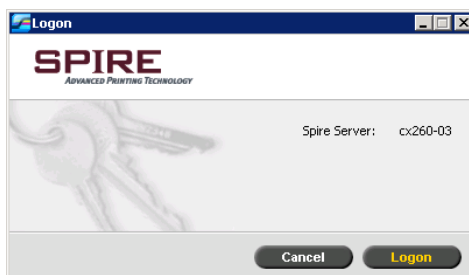 Logon
SPIRE
ADVANCED PRINTING TECHNOLOGY
Spire Server: cx260-03
Cancel Logon